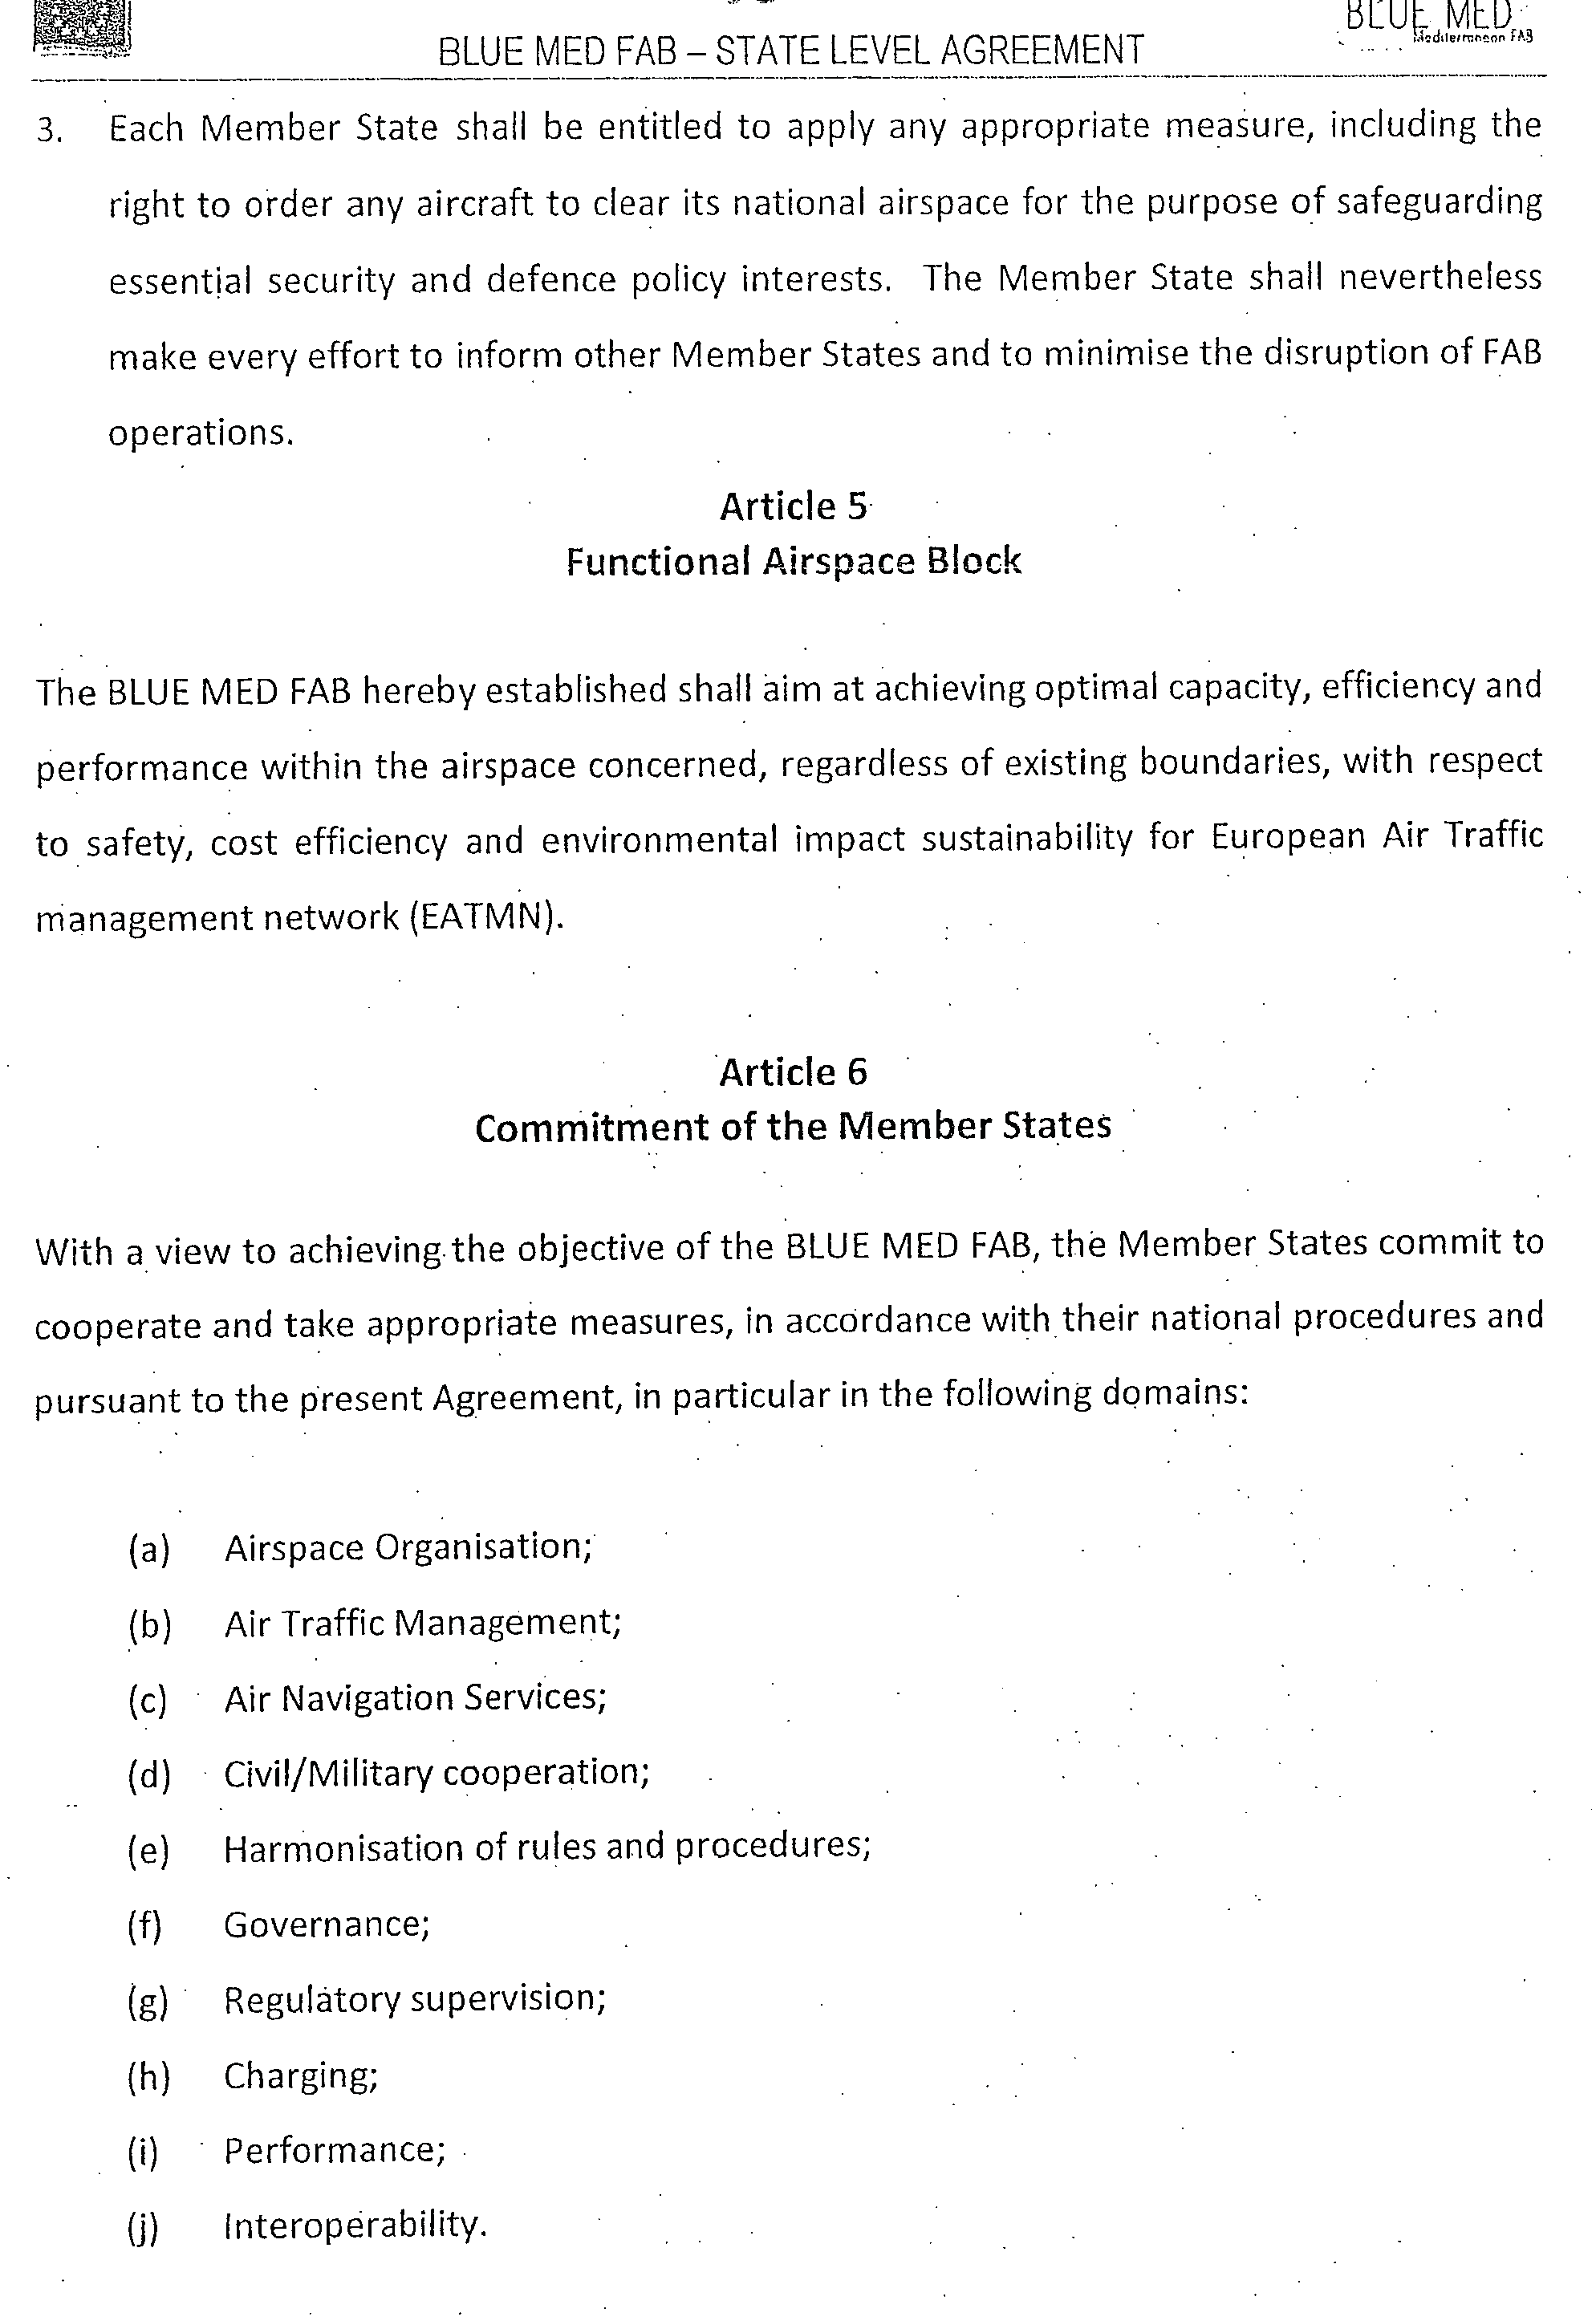 BLUE MED
Mediterranean FAB
BLUE MED FAB – STATE LEVEL AGREEMENT
3. Each Member State shall be entitled to apply any appropriate measure, including the
right to order any aircraft to clear its national airspace for the purpose of safeguarding
essential security and defence policy interests. The Member State shall nevertheless
make every effort to inform other Member States and to minimise the disruption of FAB
operations.
Article 5
Functional Airspace Block
The BLUE MED FAB hereby established shall aim at achieving optimal capacity, efficiency and
performance within the airspace concerned, regardless of existing boundaries, with respect
to safety, cost efficiency and environmental impact sustainability for European Air Traffic
management network (EATMN).
Article 6
Commitment of the Member States
With a view to achieving the objective of the BLUE MED FAB, the Member States commit to
cooperate and take appropriate measures, in accordance with their national procedures and
pursuant to the present Agreement, in particular in the following domains:
(a) Airspace Organisation;
(b) Air Traffic Management;
(c) Air Navigation Services;
(d) Civil/Military cooperation;
(e) Harmonisation of rules and procedures;
(f) Governance;
(g) Regulatory supervision;
(h) Charging;
(i) Performance;
(j) Interoperability.